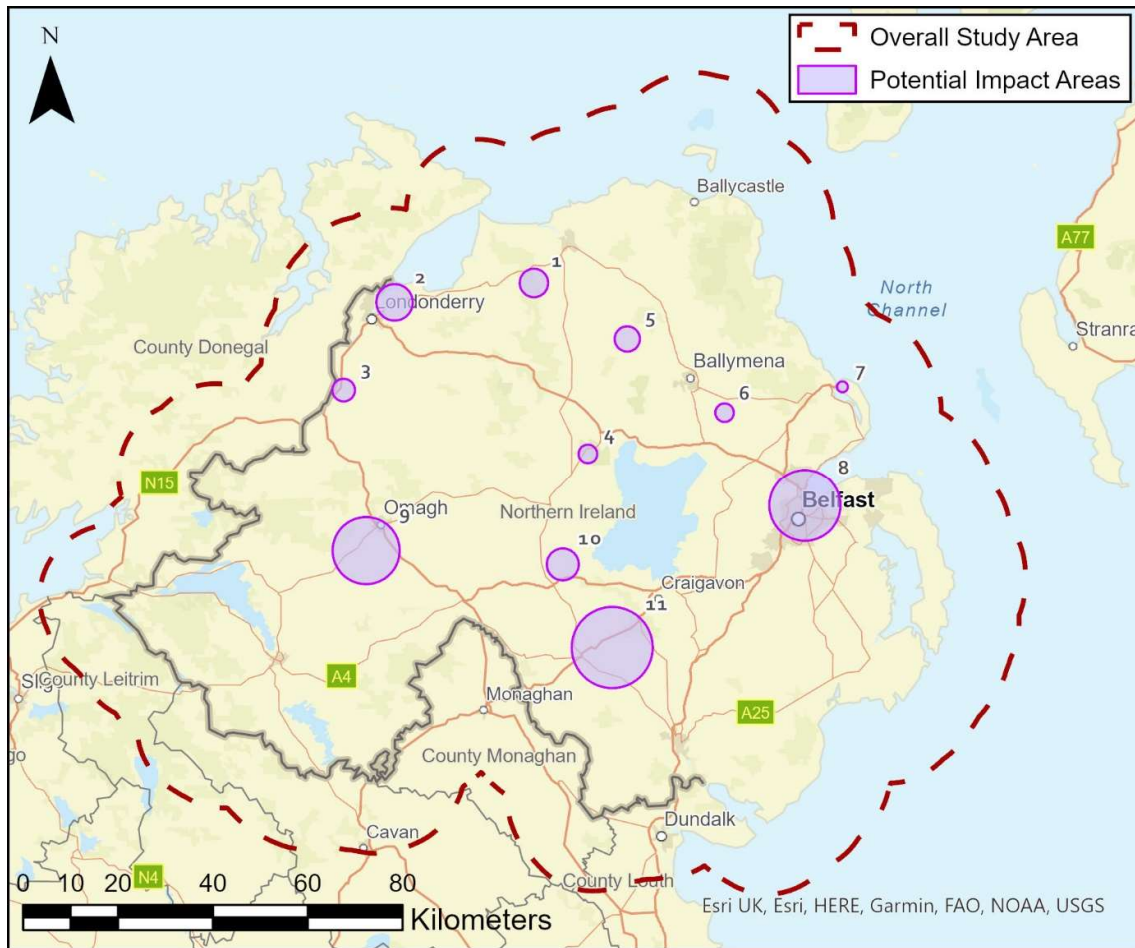 N
Overall Study Area
Potential Impact Areas
Ballycastle
A77
1
2
North
Channel
Londonderry
Stranra
County Donegal
5
Ballymena
3
7
6
4
N15
8
Omagh
Belfast
9
Northern Ireland
10
Craigavon
11
County Leitrim
A4
Monaghan
A25
County Monaghan
Dundalk
Cavan
N4
County Louth
0 10 20 40 60 80
Kilometers
Esri UK, Esri, HERE, Garmin, FAO, NOAA, USGS